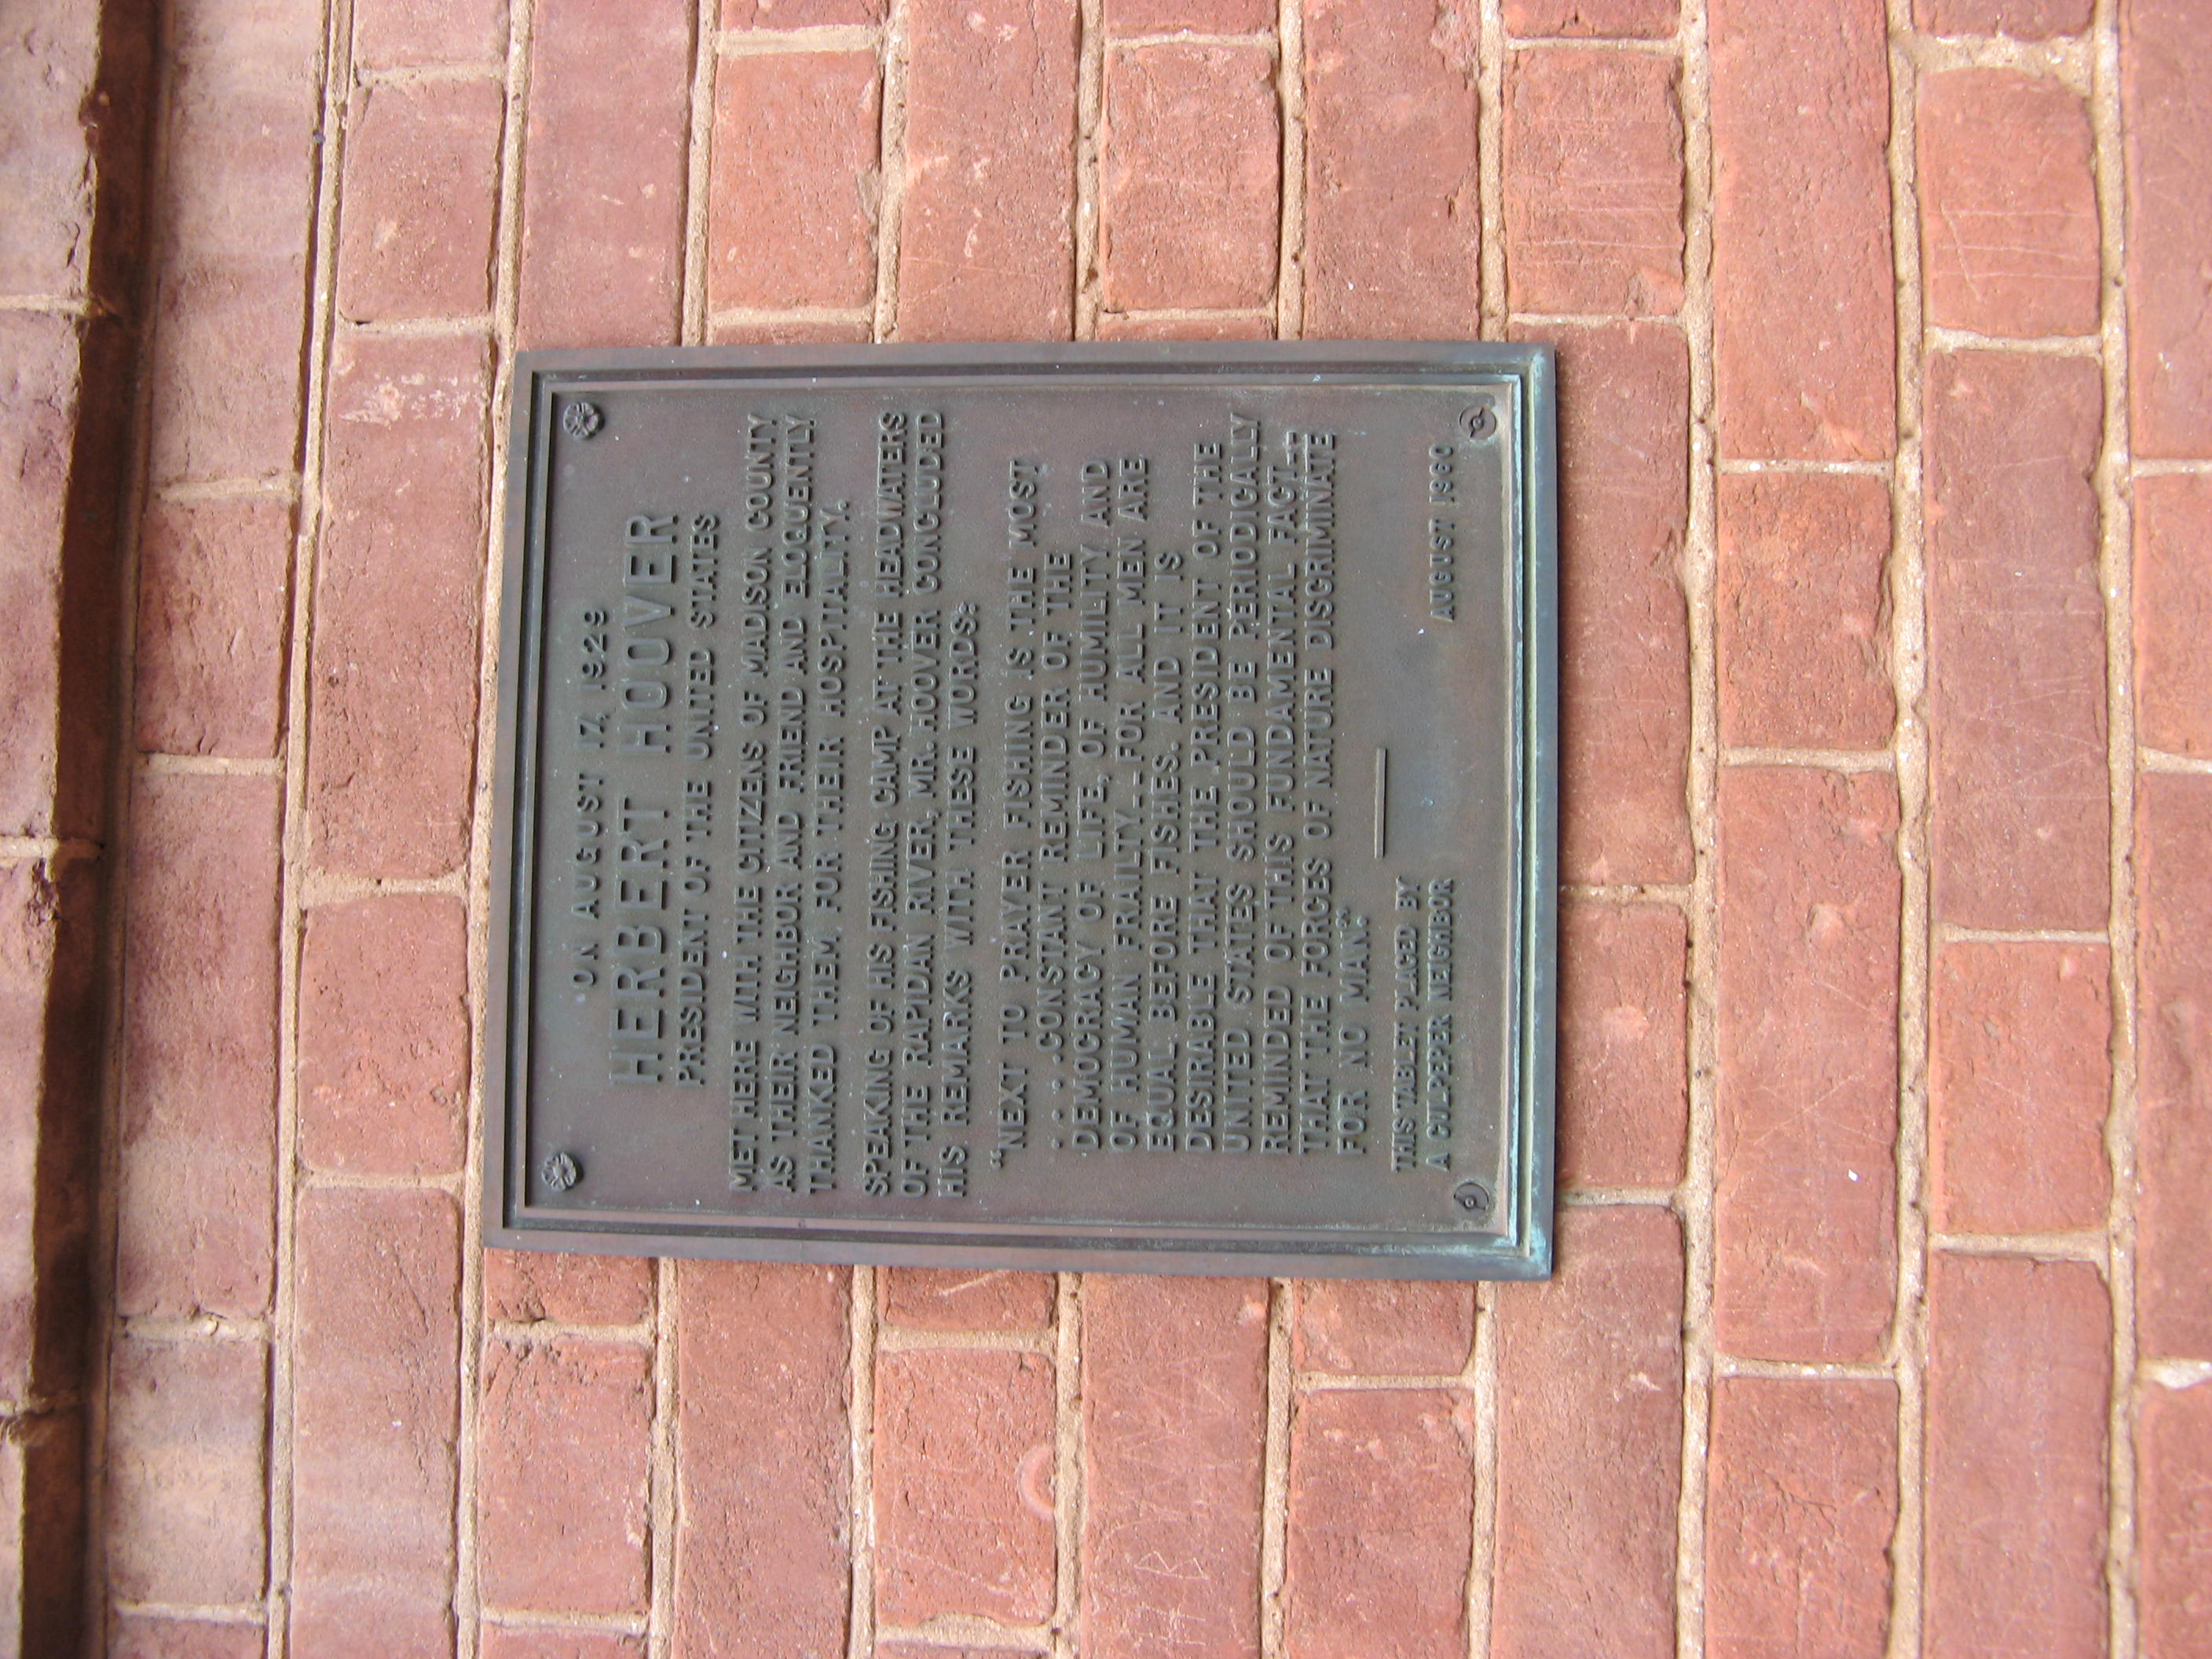 ON AUGUST 17, 1929
HERBERT HOOVER
PRESIDENT OF THE UNITED STATES
MET HERE WITH THE CITIZENS OF MADISON COUNTY
AS THEIR NEIGHBOR AND FRIEND AND ELOQUENTLY
THANKED THEM FOR THEIR HOSPITALITY.
SPEAKING OF HIS FISHING CAMP AT THE HEADWATERS
OF THE RAPIDAN RIVER, MR. HOOVER CONCLUDED
HIS REMARKS WITH THESE WORDS:
"NEXT TO PRAYER FISHING IS THE MOST
. . . .CONSTANT REMINDER OF THE
DEMOCRACY OF LIFE, OF HUMILITY AND
OF HUMAN FRAILTY__FOR ALL MEN ARE
EQUAL BEFORE FISHES. AND IT IS
DESIRABLE THAT THE PRESIDENT OF THE
UNITED STATES SHOULD BE PERIODICALLY
REMINDED OF THIS FUNDAMENTAL FACT__
THAT THE FORCES OF NATURE DISCRIMINATE
FOR NO MAN."
THIS TABLET PLACED BY
A CULPEPER NEIGHBOR
AUGUST 1960